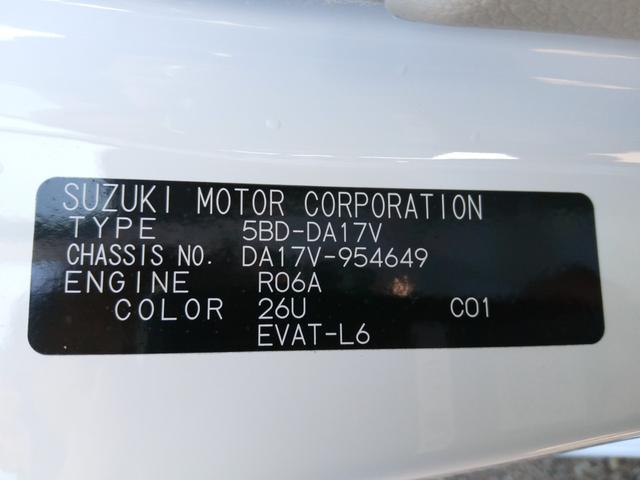 SUZUKI MOTOR CORPORATION
TYPE 5BD-DA17V
CHASSIS NO. DA17V-954649
ENGINE R06A
COLOR 26U C01
EVAT-L6